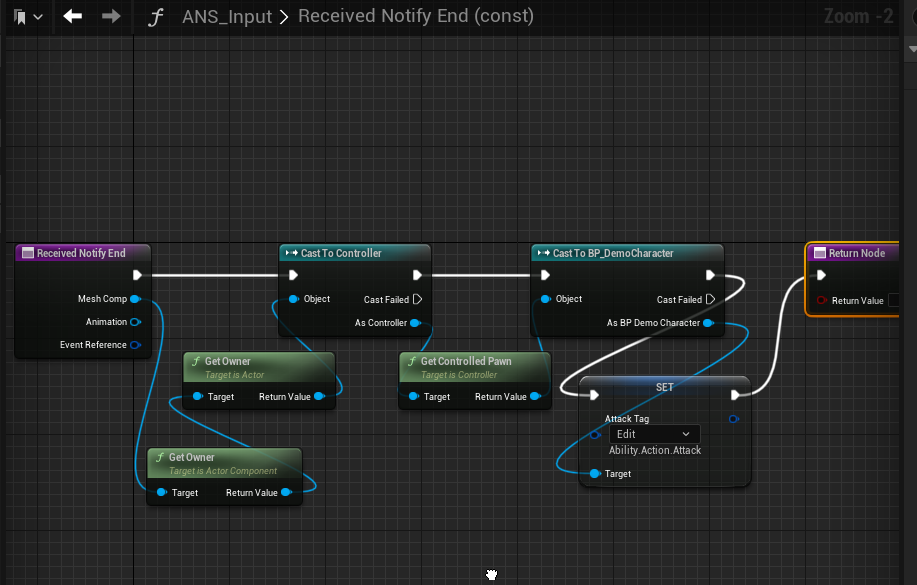 ANS_Input > Received Notify End (const)
Zoom -2
Received Notify End
Mesh Comp
Animation
Event Reference
Cast To Controller
Object
Cast Failed
As Controller
Cast To BP_DemoCharacter
Object
Cast Failed
As BP Demo Character
Return Node
Return Value
Get Owner
Target is Actor
Target Return Value
Get Controlled Pawn
Target is Controller
Target Return Value
SET
Attack Tag
Edit
Ability.Action.Attack
Target
Get Owner
Target is Actor Component
Target Return Value